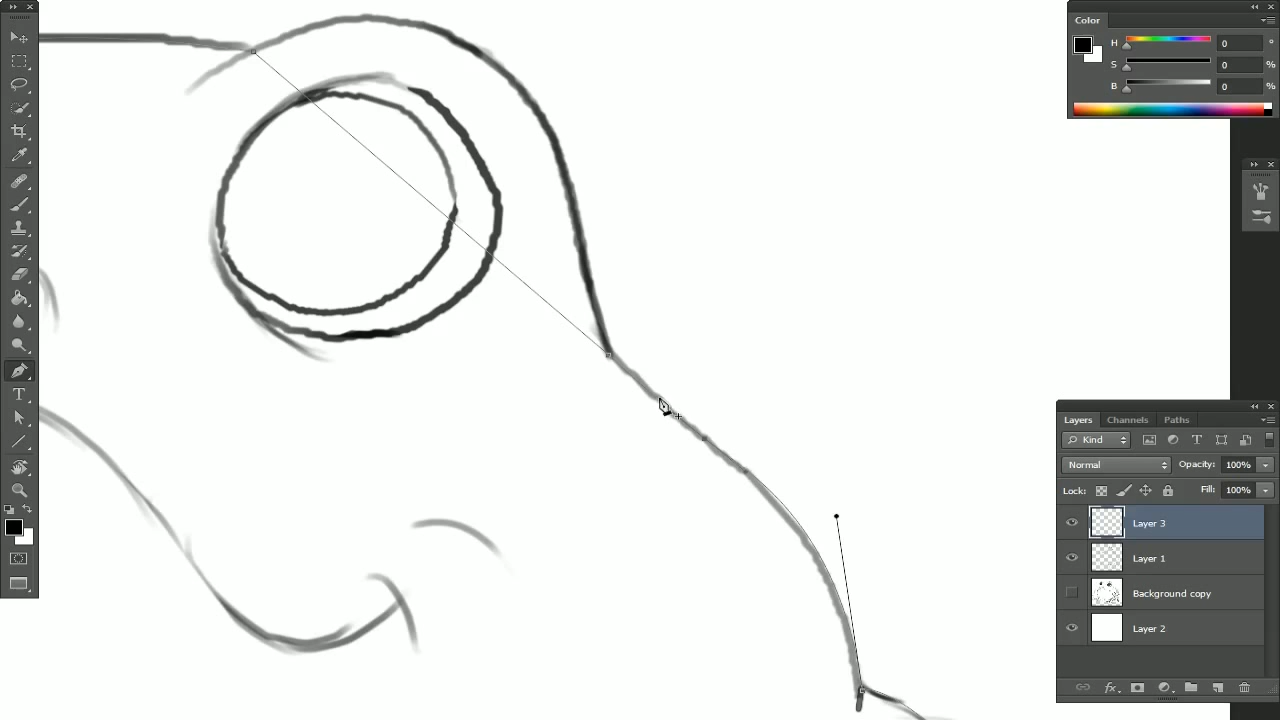 Color
H 0 °
S 0 %
B 0 %
Layers Channels Paths
Kind
Normal Opacity: 100%
Lock: Fill: 100%
Layer 3
Layer 1
Background copy
Layer 2
fx
T